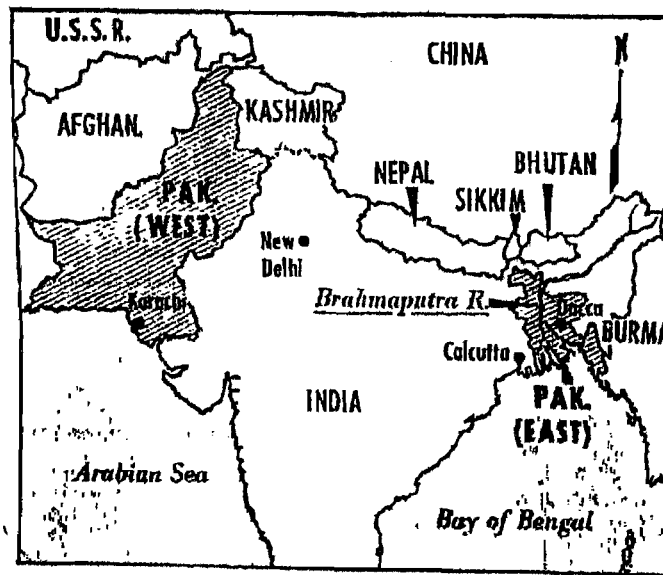 U.S.S.R.
CHINA
N
AFGHAN.
KASHMIR
PAK.
(WEST)
NEPAL
SIKKIM
BHUTAN
New
Delhi
Karachi
Brahmaputra R.
Dacca
BURMA
Calcutta
INDIA
PAK.
(EAST)
Arabian Sea
Bay of Bengal